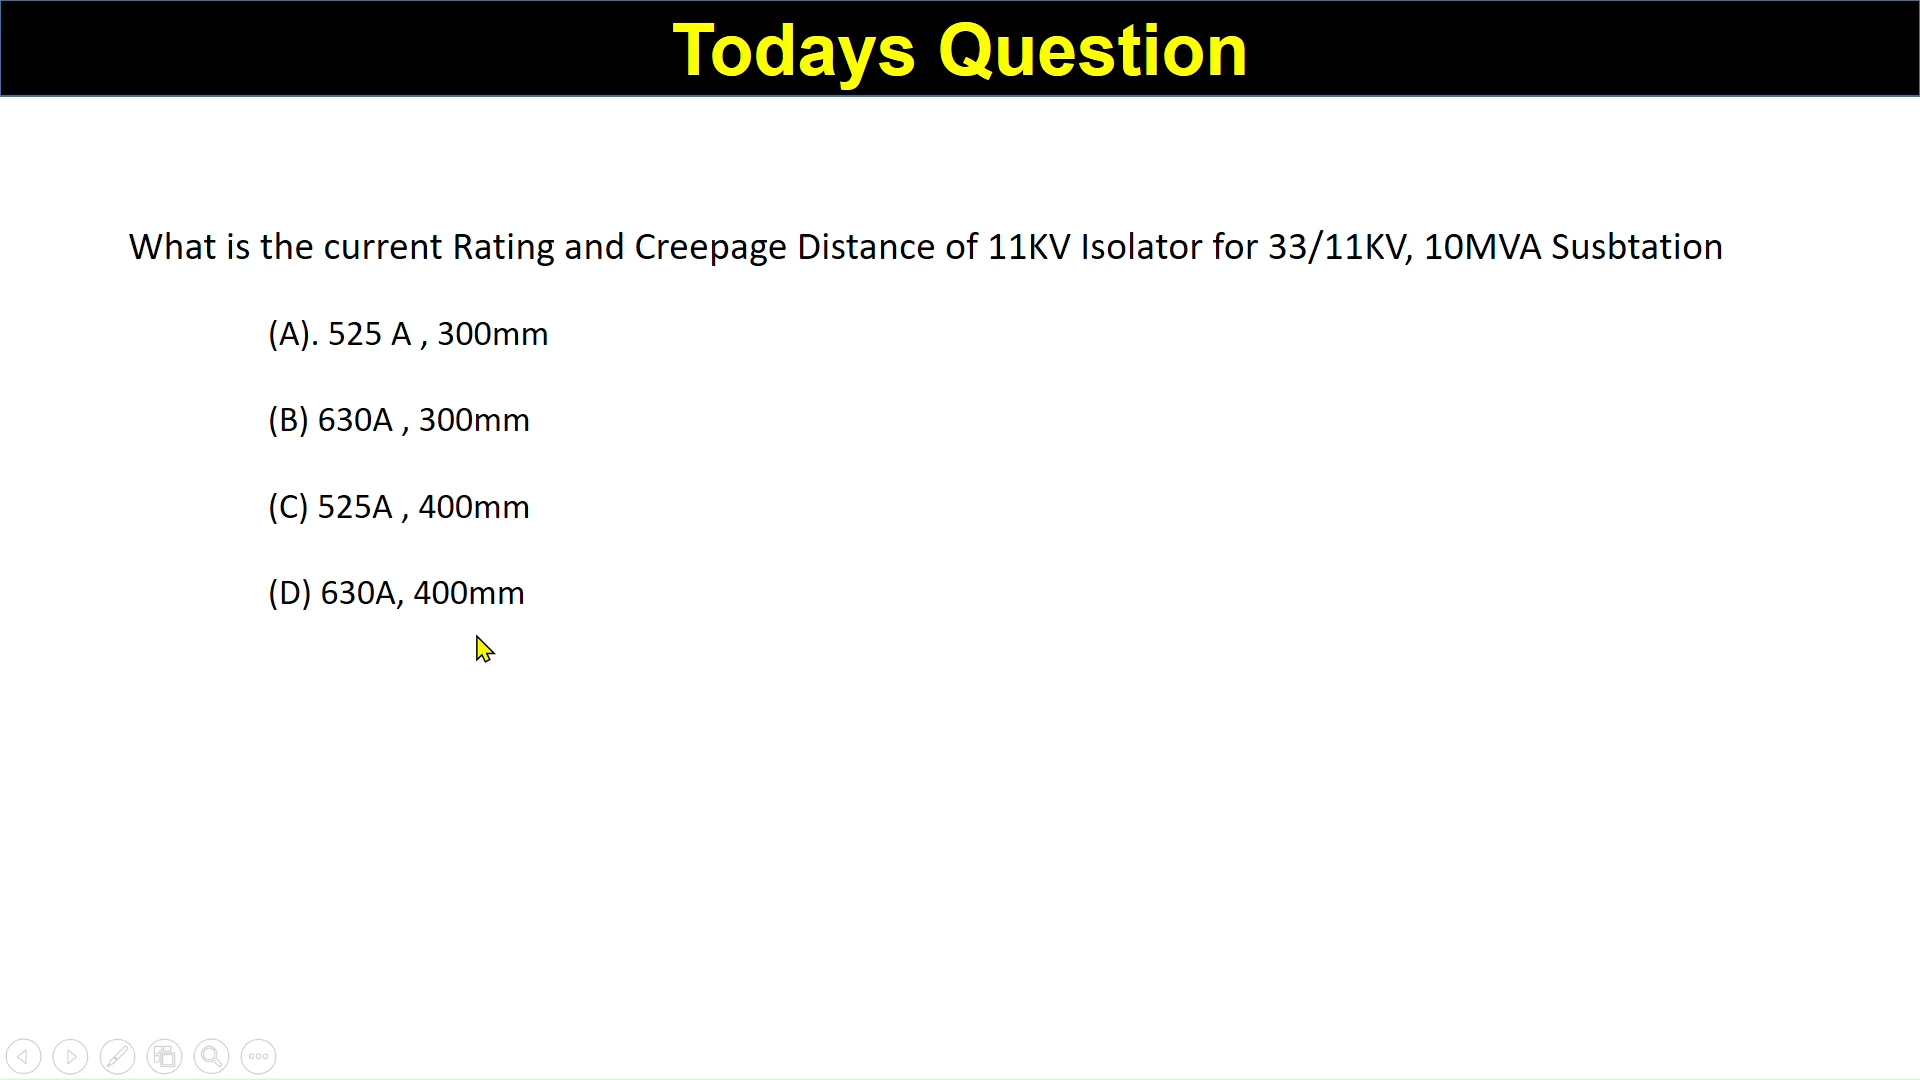 Todays Question
What is the current Rating and Creepage Distance of 11KV Isolator for 33/11KV, 10MVA Susbtation
(A). 525 A , 300mm
(B) 630A , 300mm
(C) 525A , 400mm
(D) 630A, 400mm